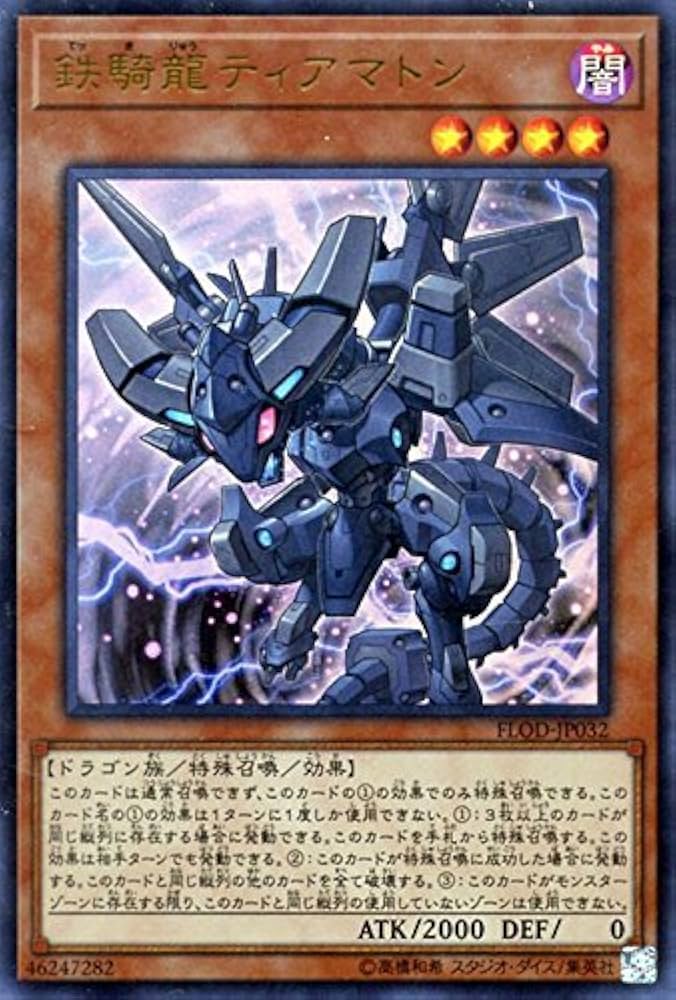 鉄騎龍ティアマトン
てっきりゅう
闇
やみ
FLOD-JP032
【ドラゴン族／特殊召喚／効果】
このカードは通常召喚できず、このカードの①の効果でのみ特殊召喚できる。この
カード名の①の効果は1ターンに1度しか使用できない。①：3枚以上のカードが
同じ縦列に存在する場合に発動できる。このカードを手札から特殊召喚する。この
効果は相手ターンでも発動できる。②：このカードが特殊召喚に成功した場合に発動
する。このカードと同じ縦列の他のカードを全て破壊する。③：このカードがモンスター
ゾーンに存在する限り、このカードと同じ縦列の使用していないゾーンは使用できない。
ATK/2000 DEF/ 0
46247282
©高橋和希 スタジオ・ダイス/集英社